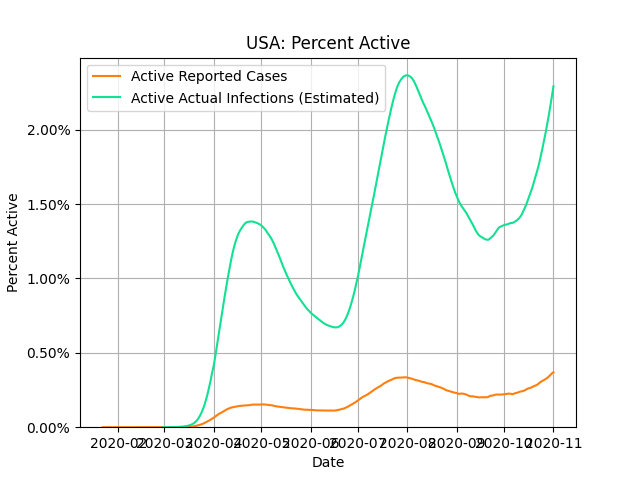 USA: Percent Active
Active Reported Cases
Active Actual Infections (Estimated)
Percent Active
2.00%
1.50%
1.00%
0.50%
0.00%
2020-02 2020-03 2020-04 2020-05 2020-06 2020-07 2020-08 2020-09 2020-10 2020-11
Date